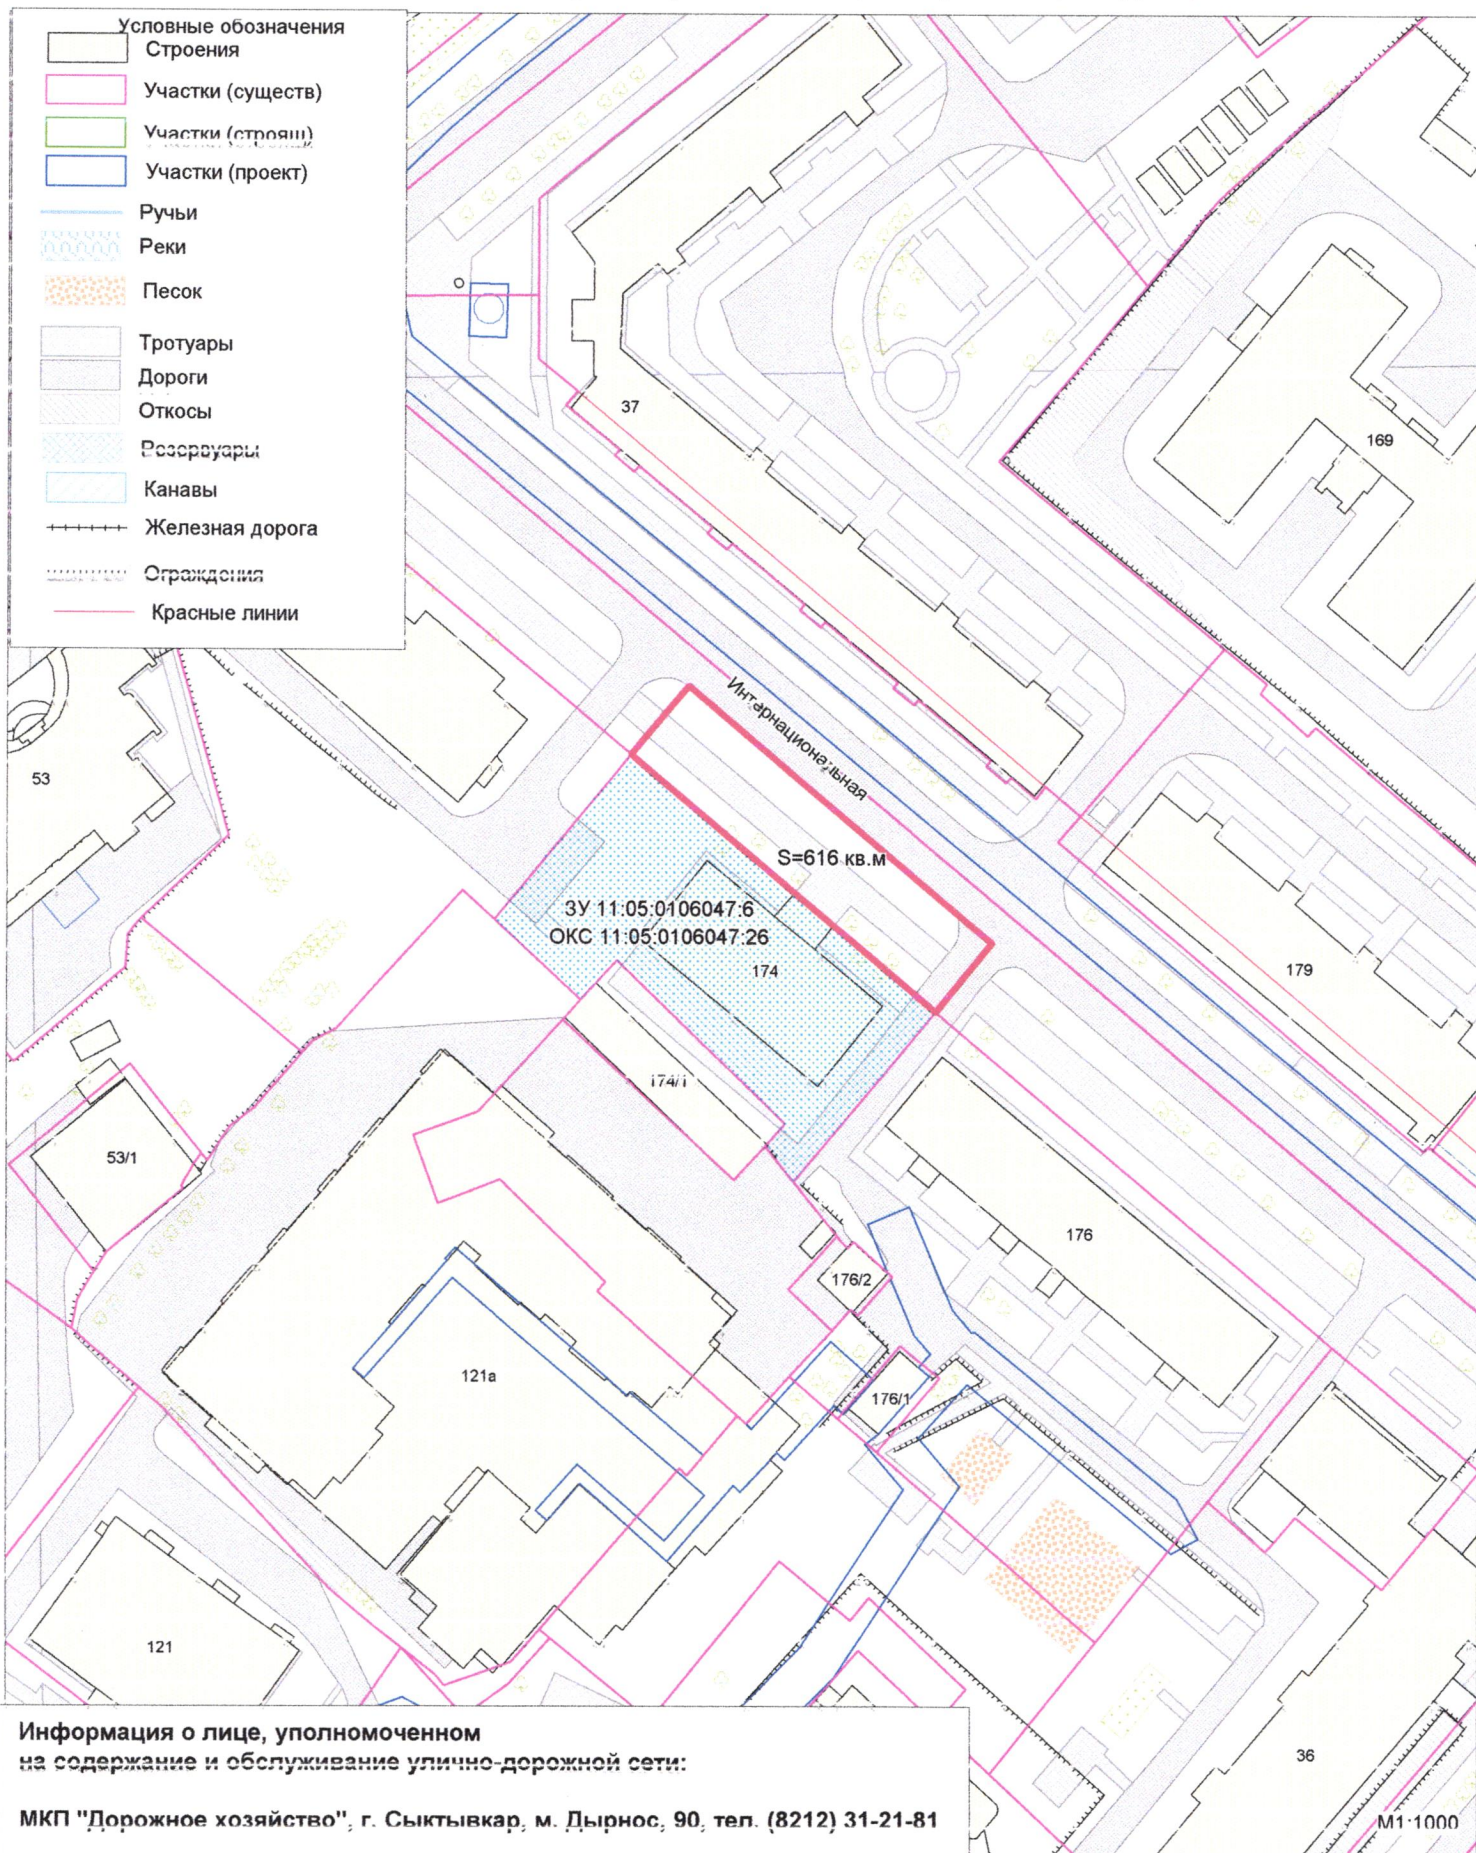 Условные обозначения
Строения
Участки (существ)
Участки (строящ)
Участки (проект)
Ручьи
Реки
Песок
Тротуары
Дороги
Откосы
Резервуары
Канавы
Железная дорога
Ограждения
Красные линии
37
169
53
Интернациональная
S=616 кв.м
ЗУ 11:05:0106047:6
ОКС 11:05:0106047:26
174
179
174/1
53/1
176
176/2
121а
176/1
121
36
Информация о лице, уполномоченном
на содержание и обслуживание улично-дорожной сети:
МКП "Дорожное хозяйство", г. Сыктывкар, м. Дырнос, 90, тел. (8212) 31-21-81
М1:1000